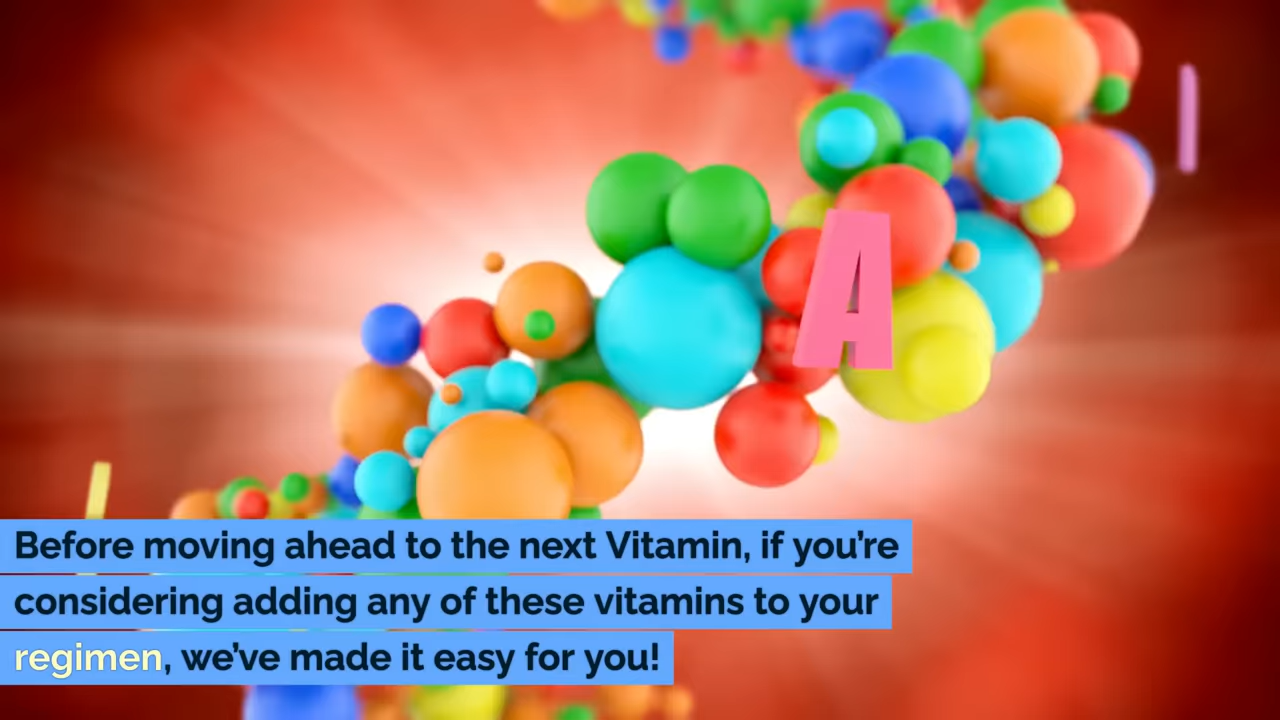 A
Before moving ahead to the next Vitamin, if you're
considering adding any of these vitamins to your
regimen, we've made it easy for you!